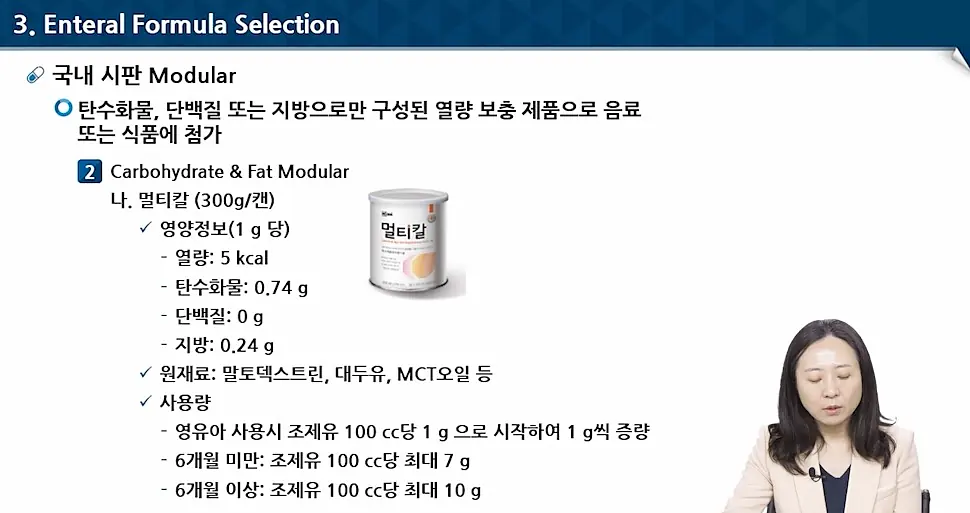 3. Enteral Formula Selection
국내 시판 Modular
탄수화물, 단백질 또는 지방으로만 구성된 열량 보충 제품으로 음료
또는 식품에 첨가
2 Carbohydrate & Fat Modular
나. 멀티칼 (300g/캔)
✓ 영양정보(1 g 당)
- 열량: 5 kcal
- 탄수화물: 0.74 g
- 단백질: 0 g
- 지방: 0.24 g
✓ 원재료: 말토덱스트린, 대두유, MCT오일 등
✓ 사용량
- 영유아 사용시 조제유 100 cc당 1 g 으로 시작하여 1 g씩 증량
- 6개월 미만: 조제유 100 cc당 최대 7 g
- 6개월 이상: 조제유 100 cc당 최대 10 g
멀티칼